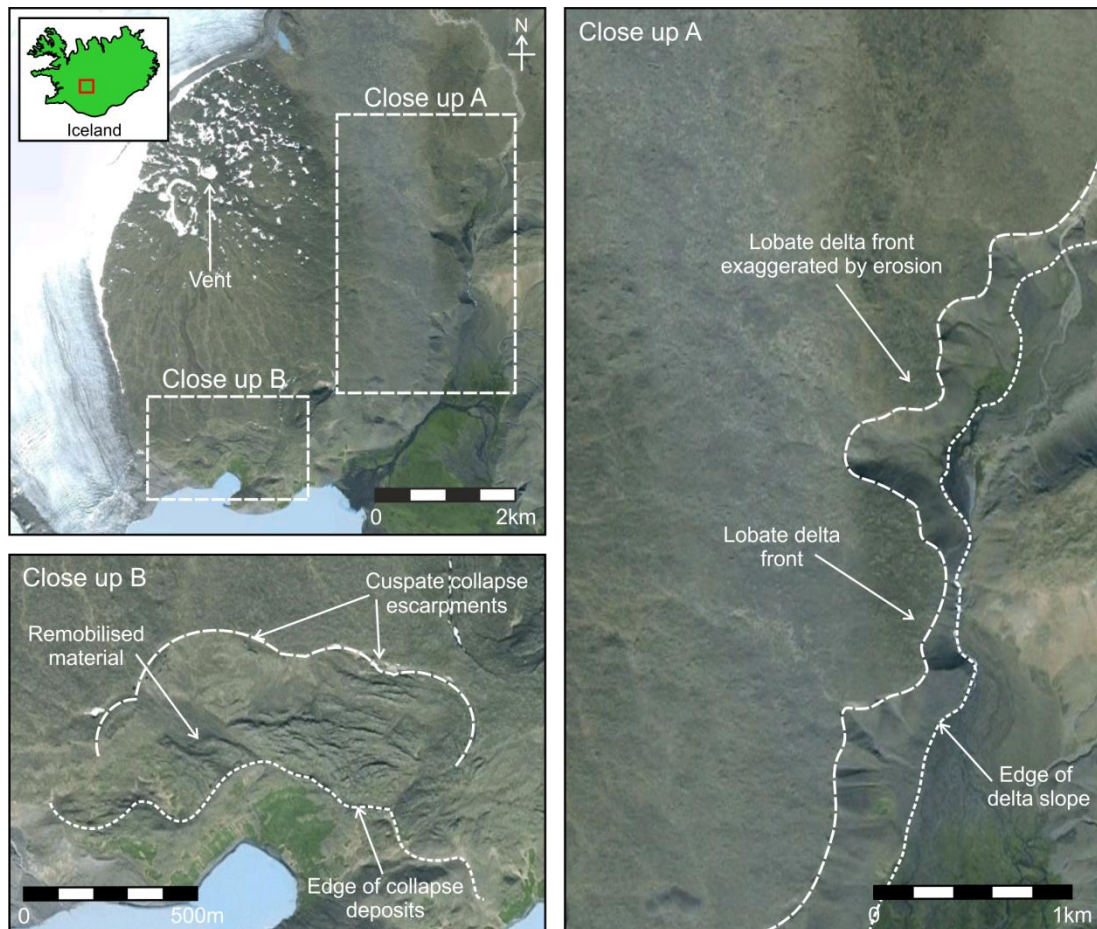 Iceland
N
Close up A
Vent
Close up B
0
2km
Close up B
Cuspate collapse
escarpments
Remobilised
material
Edge of collapse
deposits
0
500m
Close up A
Lobate delta front
exaggerated by erosion
Lobate delta
front
Edge of
delta slope
0
1km